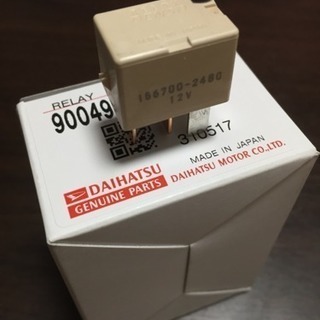 156700-2480
12V
RELAY
90049
310517
MADE IN JAPAN
DAIHATSU
GENUINE PARTS
DAIHATSU MOTOR CO.,LTD.